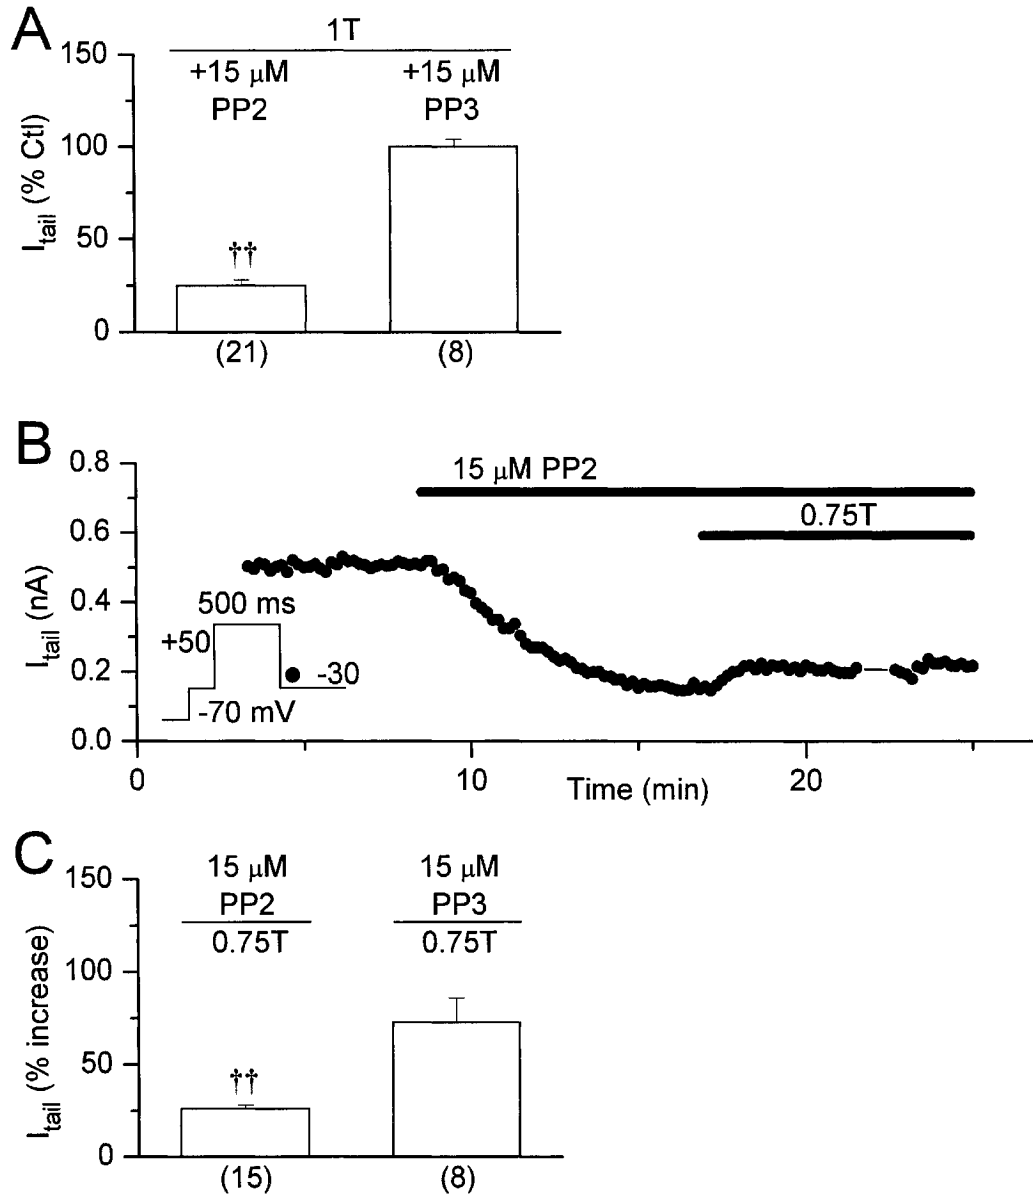 A
1T
+15 µM +15 µM
PP2 PP3
150
100
50
0
I_tail (% Ctl)
††
(21) (8)
B
0.8
0.6
0.4
0.2
0.0
I_tail (nA)
15 µM PP2
0.75T
500 ms
+50
-30
-70 mV
0 10 20
Time (min)
C
15 µM 15 µM
PP2 PP3
0.75T 0.75T
150
100
50
0
I_tail (% increase)
††
(15) (8)